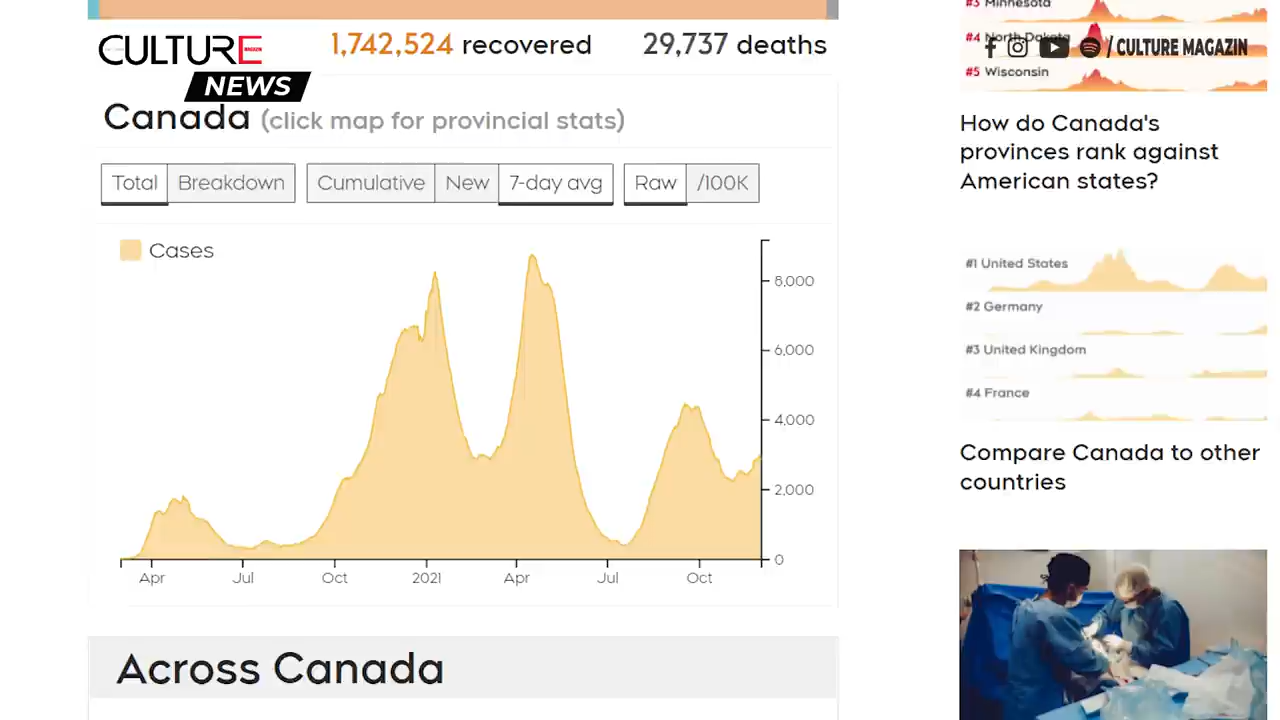 CULTURE
MAGAZIN
NEWS
1,742,524 recovered 29,737 deaths
Canada (click map for provincial stats)
Total Breakdown Cumulative New 7-day avg Raw /100K
Cases
8,000
6,000
4,000
2,000
0
Apr Jul Oct 2021 Apr Jul Oct
Across Canada
#3 Minnesota
#4 North Dakota
/ CULTURE MAGAZIN
#5 Wisconsin
How do Canada's
provinces rank against
American states?
#1 United States
#2 Germany
#3 United Kingdom
#4 France
Compare Canada to other
countries